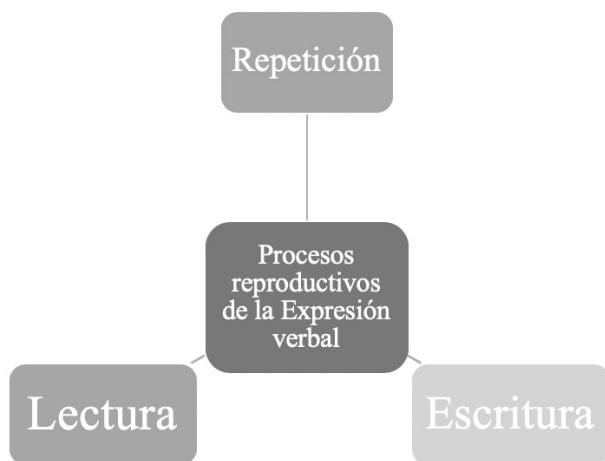 Repetición
Procesos
reproductivos
de la Expresión
verbal
Lectura
Escritura